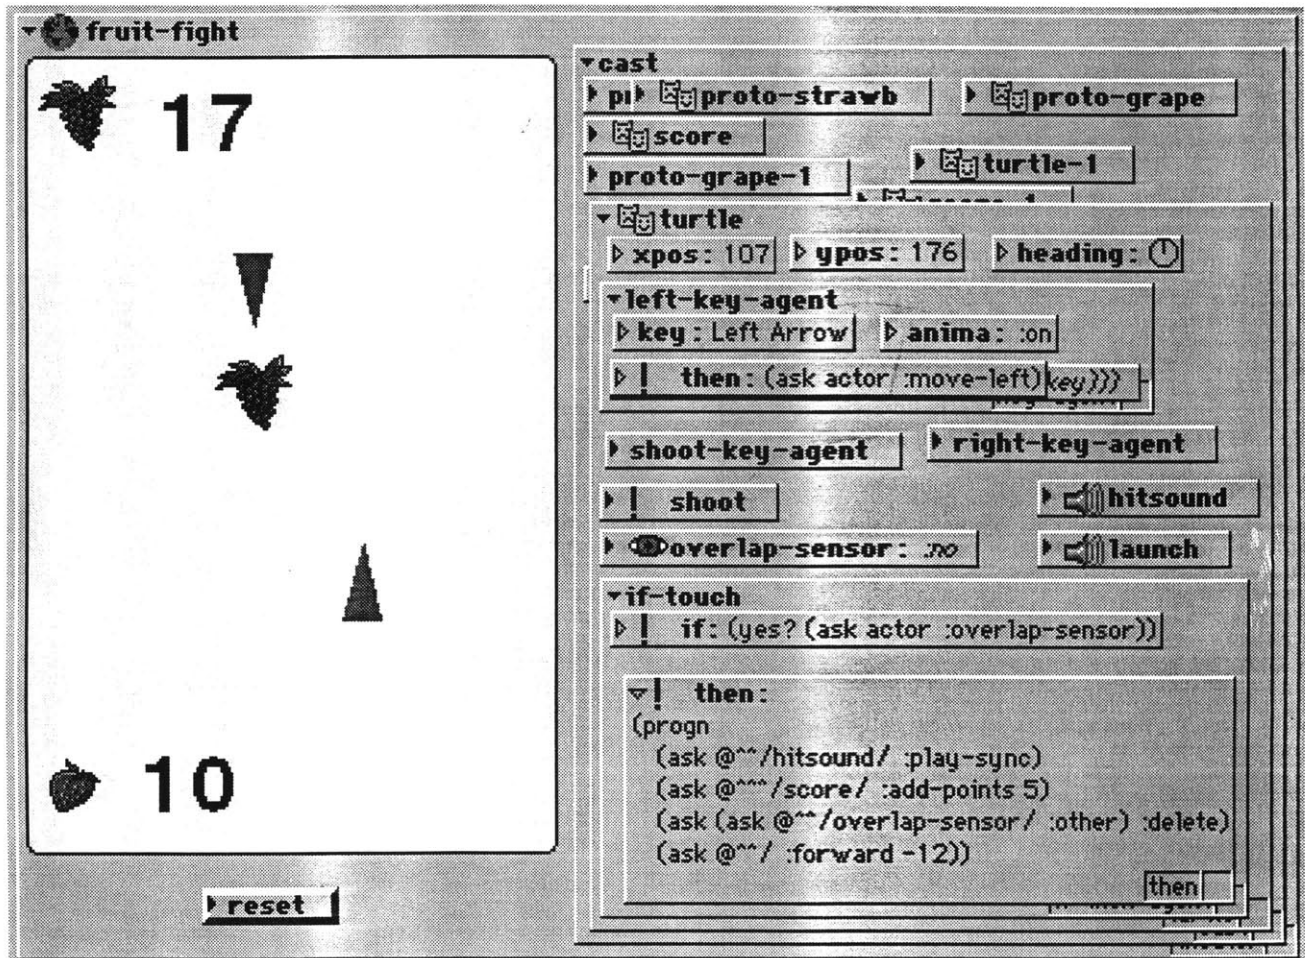 fruit-fight
17
10
reset
cast
proto-strawb
proto-grape
score
turtle-1
proto-grape-1
turtle
xpos: 107
ypos: 176
heading:
left-key-agent
key: Left Arrow
anima: :on
! then: (ask actor :move-left)
key)))
shoot-key-agent
right-key-agent
! shoot
hitsound
overlap-sensor: :no
launch
if-touch
! if: (yes? (ask actor :overlap-sensor))
! then:
(progn
(ask @^^/hitsound/ :play-sync)
(ask @^^^/score/ :add-points 5)
(ask (ask @^^/overlap-sensor/ :other) :delete)
(ask @^^/ :forward -12))
then